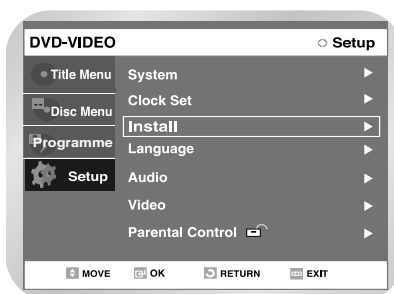 DVD-VIDEO
Setup
Title Menu
Disc Menu
Programme
Setup
System
Clock Set
Install
Language
Audio
Video
Parental Control
MOVE
OK
RETURN
EXIT